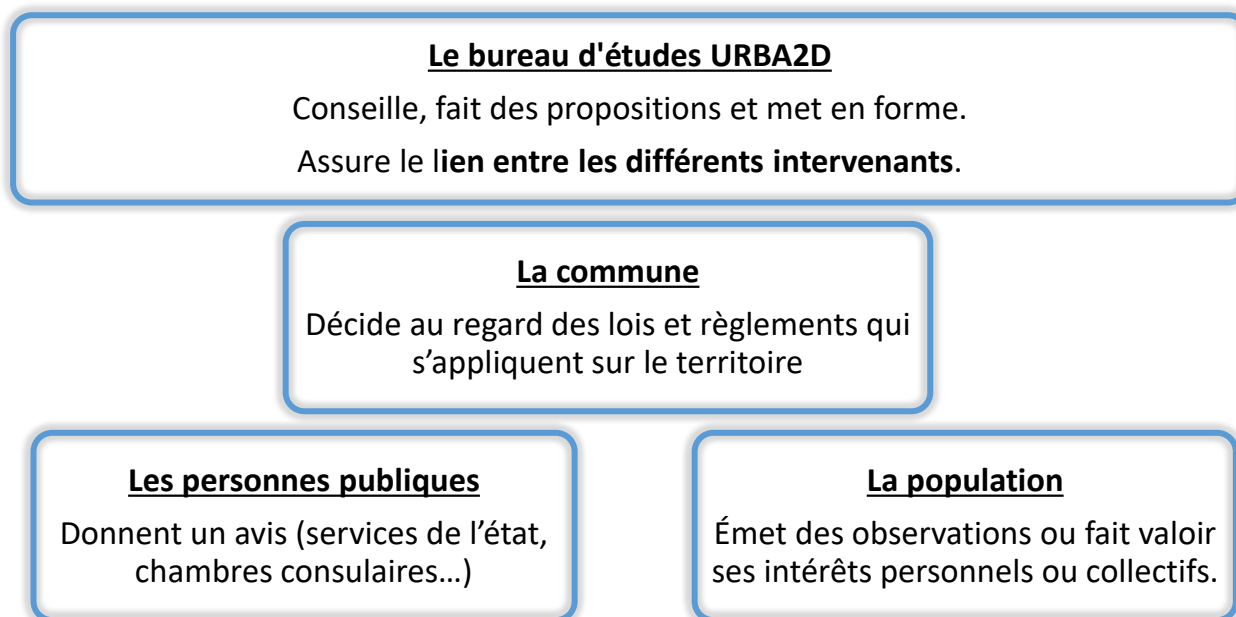 Le bureau d'études URBA2D
Conseille, fait des propositions et met en forme.
Assure le lien entre les différents intervenants.
La commune
Décide au regard des lois et règlements qui
s’appliquent sur le territoire
Les personnes publiques
Donnent un avis (services de l’état,
chambres consulaires…)
La population
Émet des observations ou fait valoir
ses intérêts personnels ou collectifs.